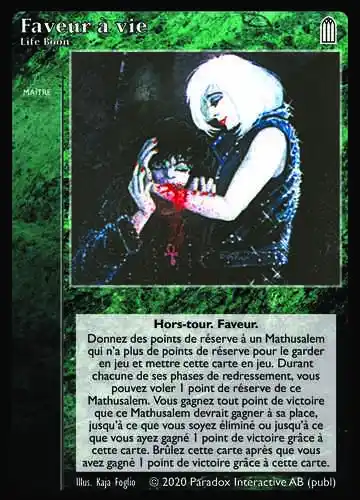 Faveur a vie
Life Boon
MAÎTRE
Hors-tour. Faveur.
Donnez des points de réserve à un Mathusalem
qui n'a plus de points de réserve pour le garder
en jeu et mettre cette carte en jeu. Durant
chacune de ses phases de redressement, vous
pouvez voler 1 point de réserve de ce
Mathusalem. Vous gagnez tout point de victoire
que ce Mathusalem devrait gagner à sa place,
jusqu'à ce que vous soyez éliminé ou jusqu'à ce
que vous ayez gagné 1 point de victoire grâce à
cette carte. Brûlez cette carte après que vous
avez gagné 1 point de victoire grâce à cette carte.
Illus. Kaja Foglio © 2020 Paradox Interactive AB (publ)